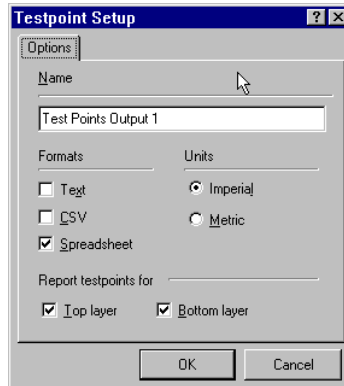 Testpoint Setup
Options
Name
Test Points Output 1
Formats Units
Text Imperial
CSV Metric
Spreadsheet
Report testpoints for
Top layer Bottom layer
OK Cancel